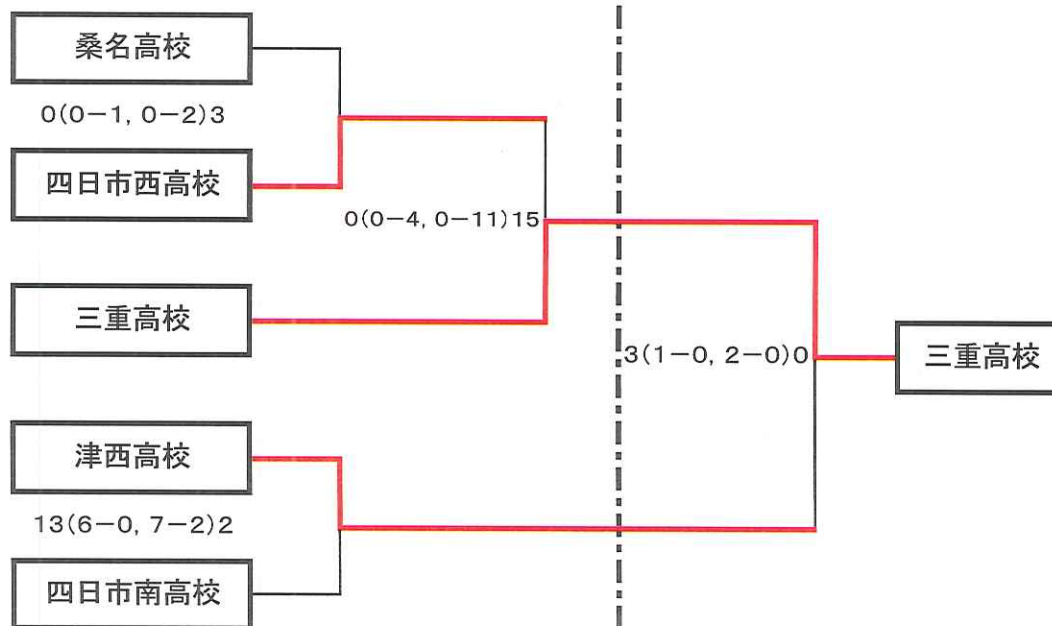 桑名高校
0(0-1, 0-2)3
四日市西高校
0(0-4, 0-11)15
三重高校
3(1-0, 2-0)0
三重高校
津西高校
13(6-0, 7-2)2
四日市南高校